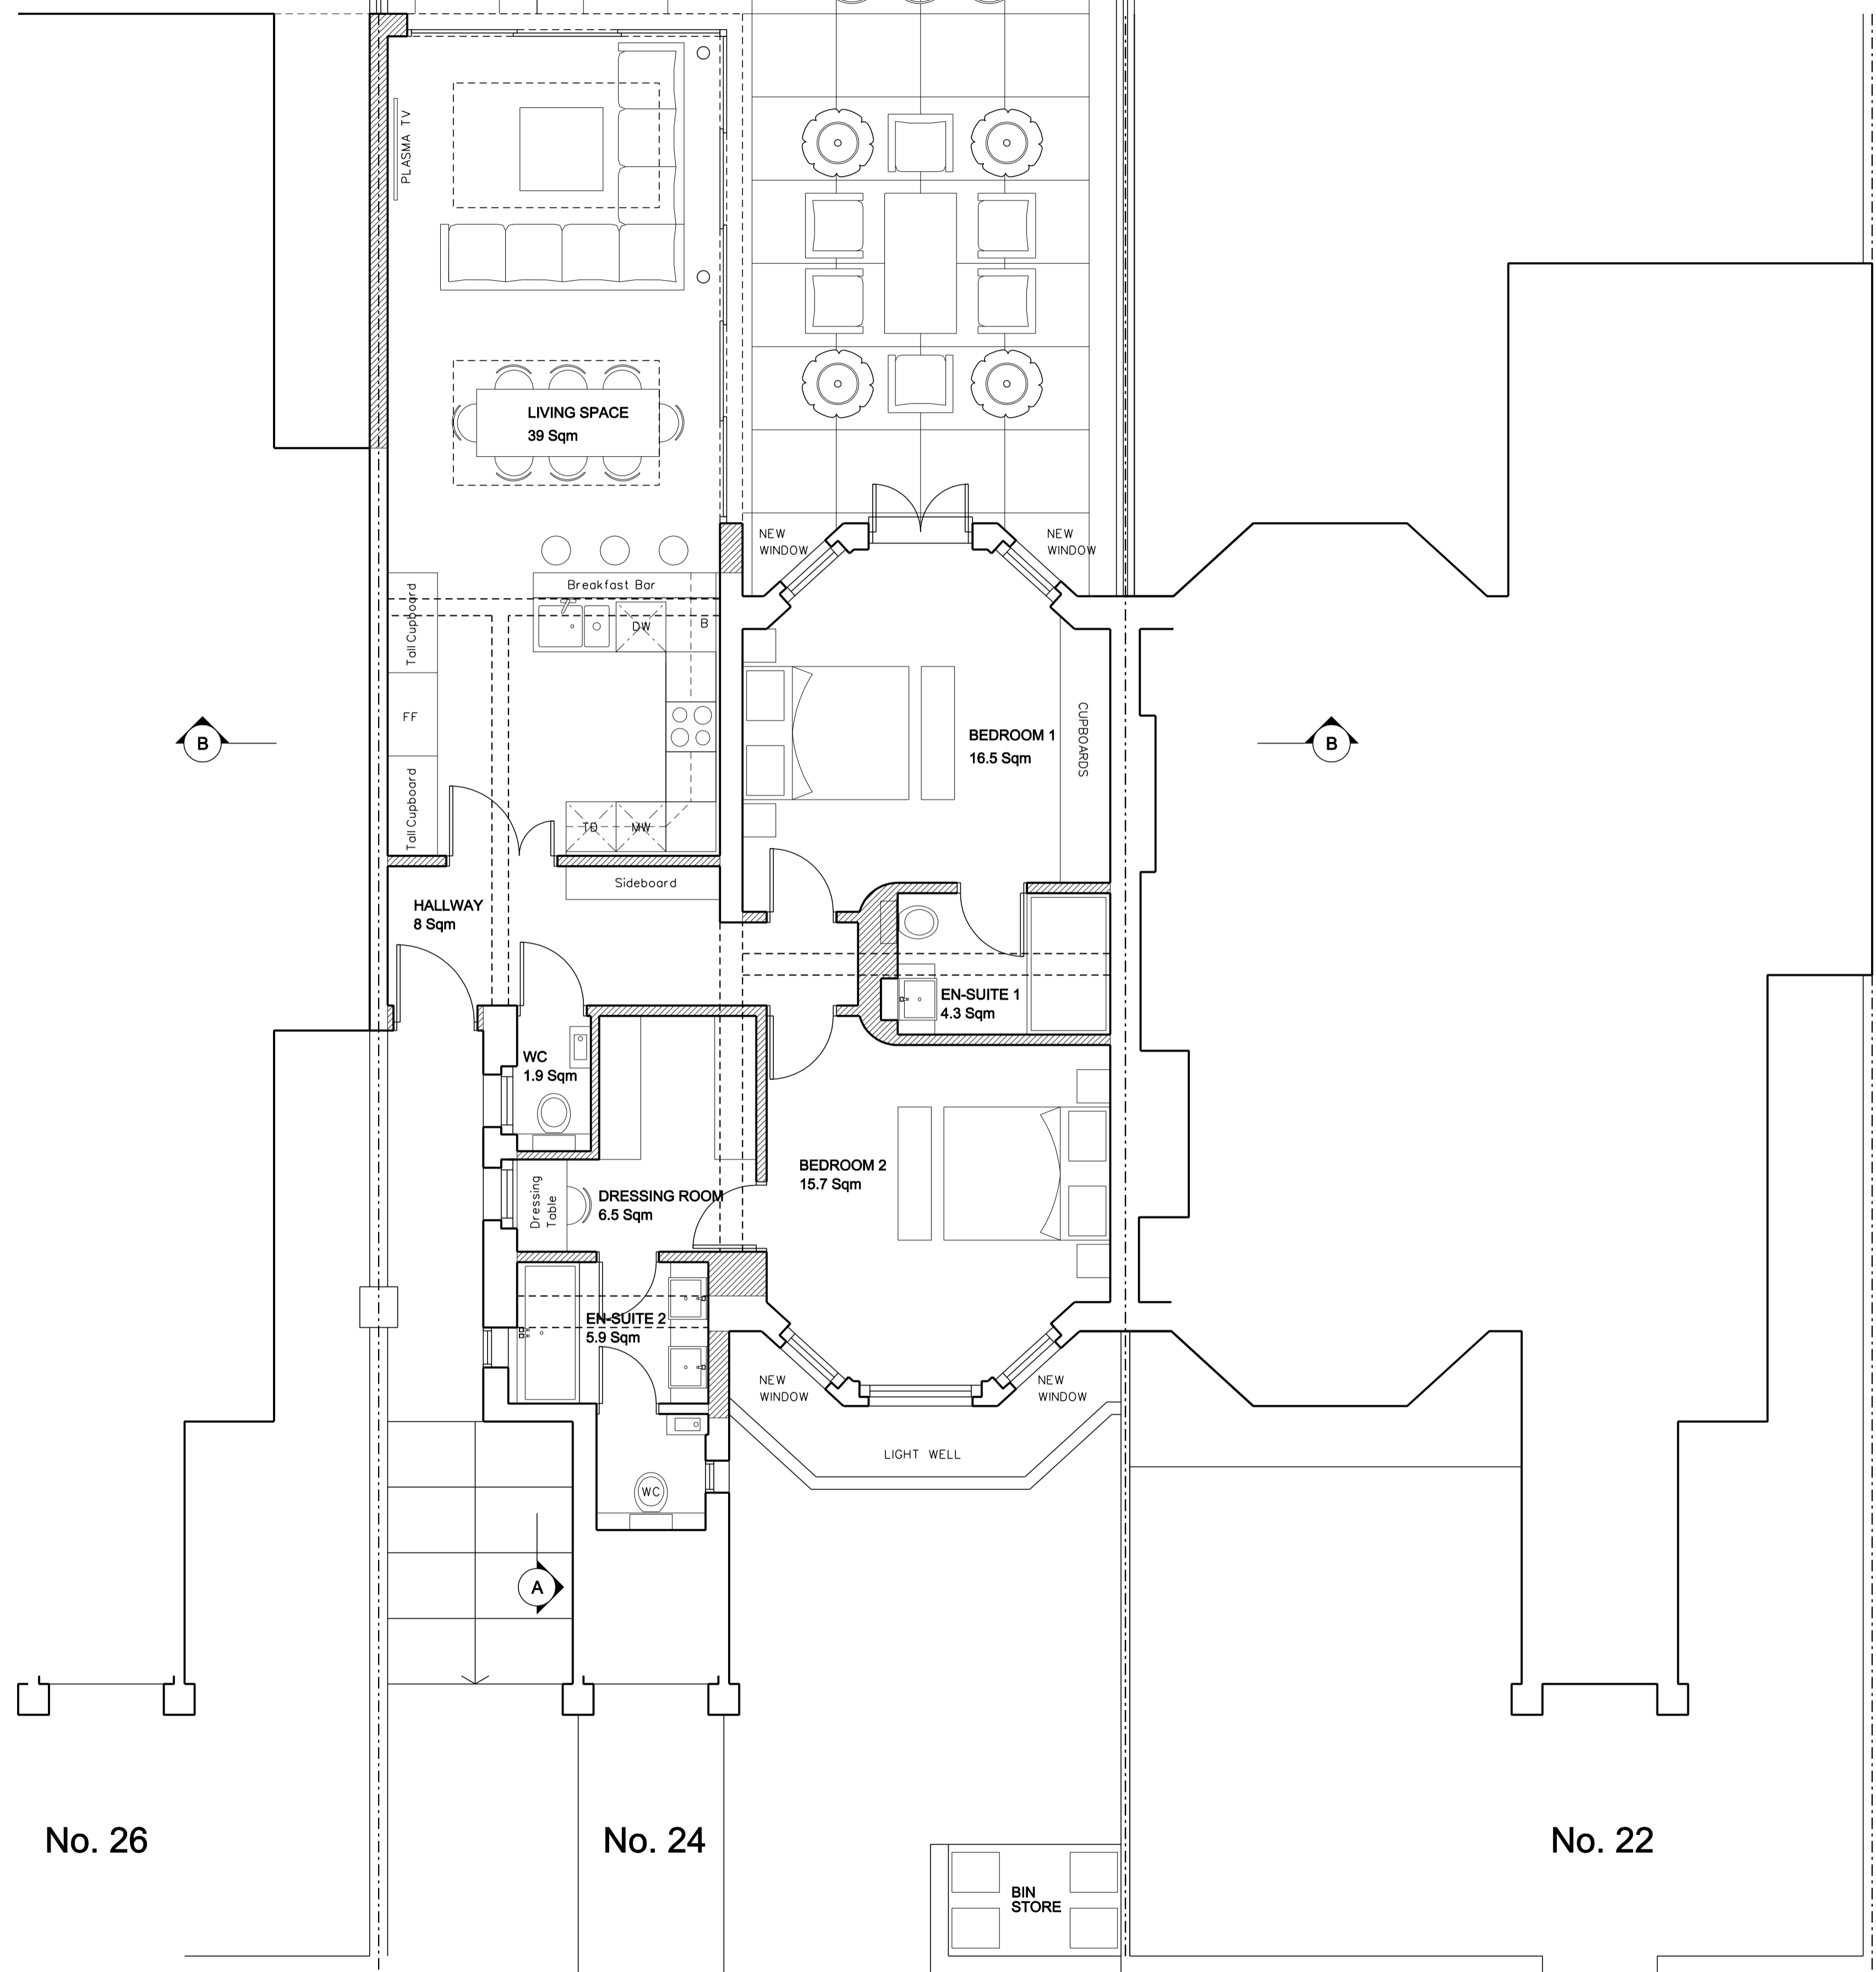 PLASMA TV
LIVING SPACE
39 Sqm
NEW
WINDOW
NEW
WINDOW
Breakfast Bar
Tall Cupboard
DW
B
FF
B
B
BEDROOM 1
16.5 Sqm
CUPBOARDS
Tall Cupboard
TD
MW
Sideboard
HALLWAY
8 Sqm
EN-SUITE 1
4.3 Sqm
WC
1.9 Sqm
BEDROOM 2
15.7 Sqm
Dressing
Table
DRESSING ROOM
6.5 Sqm
EN-SUITE 2
5.9 Sqm
NEW
WINDOW
NEW
WINDOW
LIGHT WELL
WC
A
No. 26
No. 24
No. 22
BIN
STORE